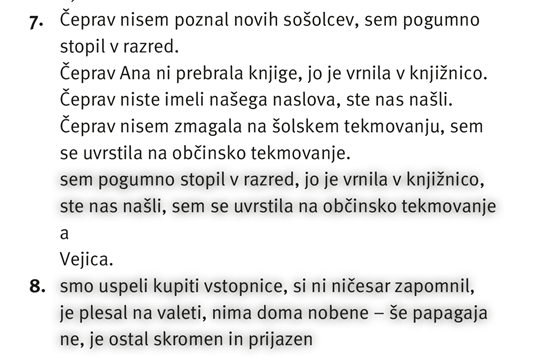 7. Čeprav nisem poznal novih sošolcev, sem pogumno
stopil v razred.
Čeprav Ana ni prebrala knjige, jo je vrnila v knjižnico.
Čeprav niste imeli našega naslova, ste nas našli.
Čeprav nisem zmagala na šolskem tekmovanju, sem
se uvrstila na občinsko tekmovanje.
sem pogumno stopil v razred, jo je vrnila v knjižnico,
ste nas našli, sem se uvrstila na občinsko tekmovanje
a
Vejica.
8. smo uspeli kupiti vstopnice, si ni ničesar zapomnil,
je plesal na valeti, nima doma nobene – še papagaja
ne, je ostal skromen in prijazen